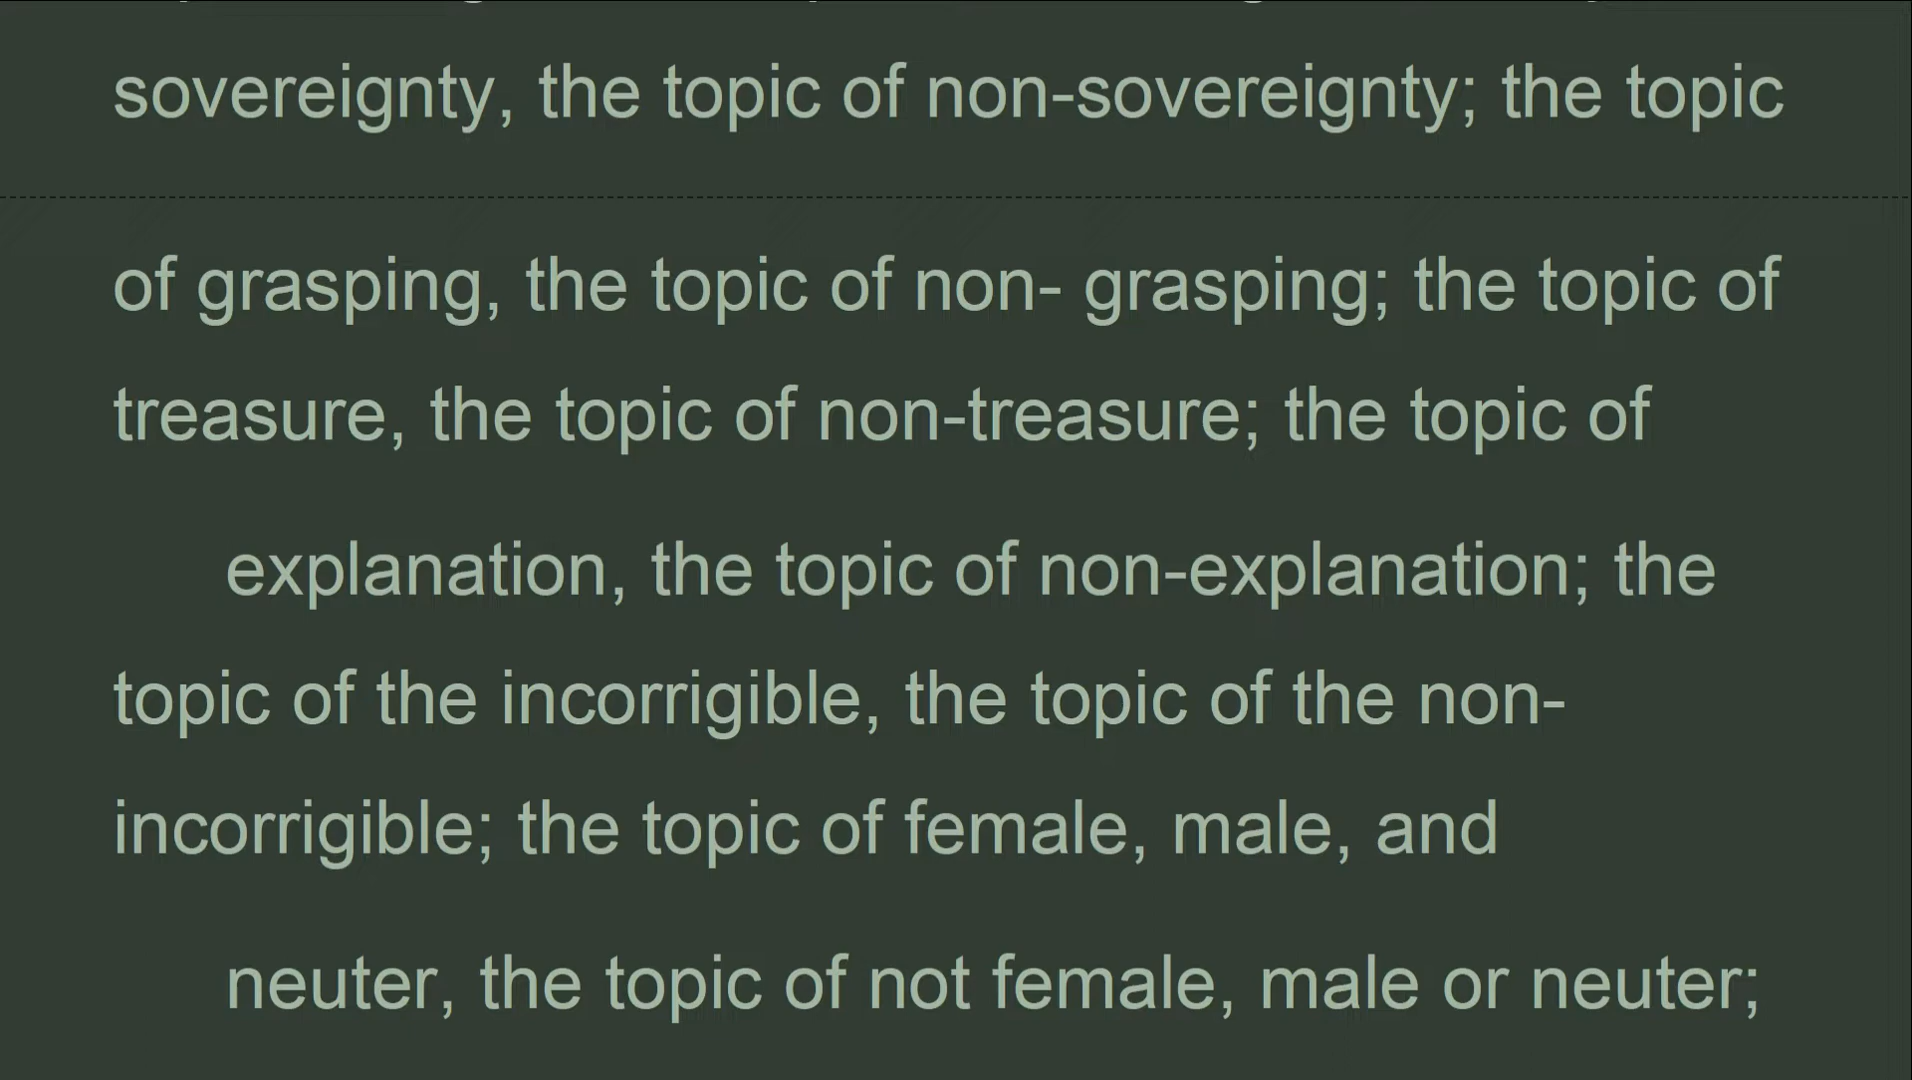 sovereignty, the topic of non-sovereignty; the topic
of grasping, the topic of non- grasping; the topic of
treasure, the topic of non-treasure; the topic of
explanation, the topic of non-explanation; the
topic of the incorrigible, the topic of the non-
incorrigible; the topic of female, male, and
neuter, the topic of not female, male or neuter;